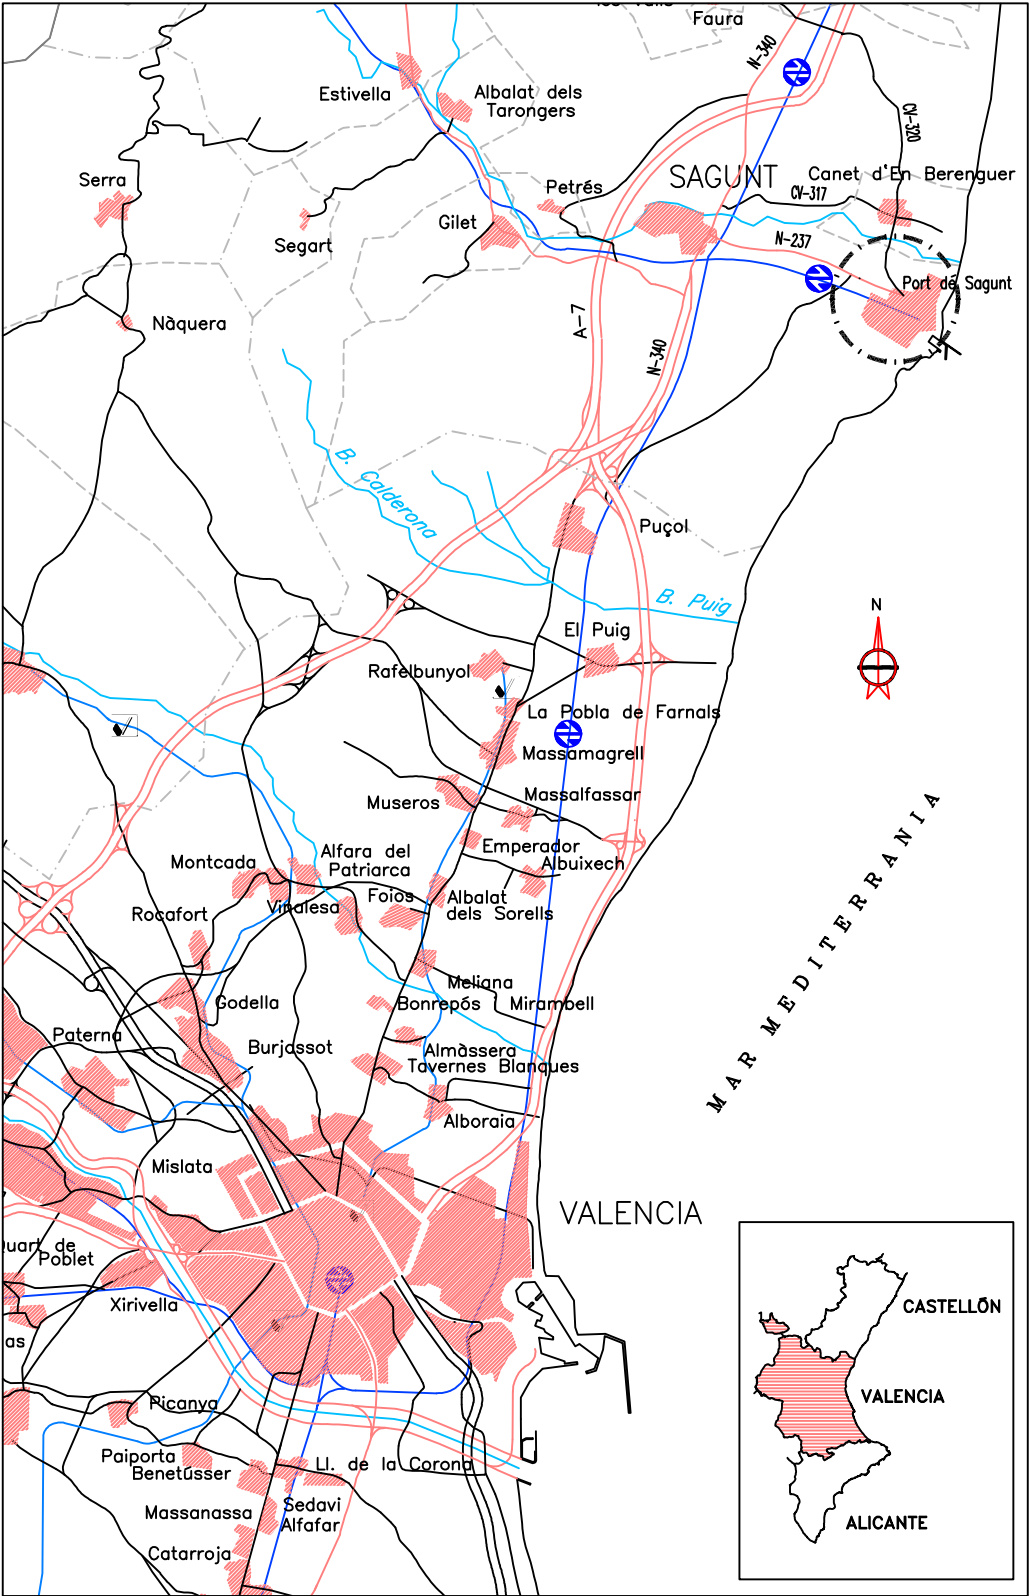 Faura
N-340
Estivella
Albalat dels
Tarongers
CV-320
Serra
Petrés
SAGUNT
Canet d'En Berenguer
CV-317
Gilet
Segart
N-237
Port de Sagunt
Nàquera
A-7
N-340
B. Calderona
Puçol
B. Puig
N
El Puig
Rafelbunyol
La Pobla de Farnals
Massamagrell
Museros
Massalfassar
Emperador
Albuixech
Alfara del
Patriarca
Montcada
Foios
Vinalesa
Albalat
dels Sorells
Rocafort
MAR MEDITERRANIA
Meliana
Godella
Bonrepós
Mirambell
Paterna
Burjassot
Almàssera
Tavernes Blanques
Alboraia
Mislata
VALENCIA
uart de
Poblet
Xirivella
as
CASTELLÓN
VALENCIA
Picanya
Paiporta
Benetússer
Ll. de la Corona
Massanassa
Sedavi
Alfafar
Catarroja
ALICANTE